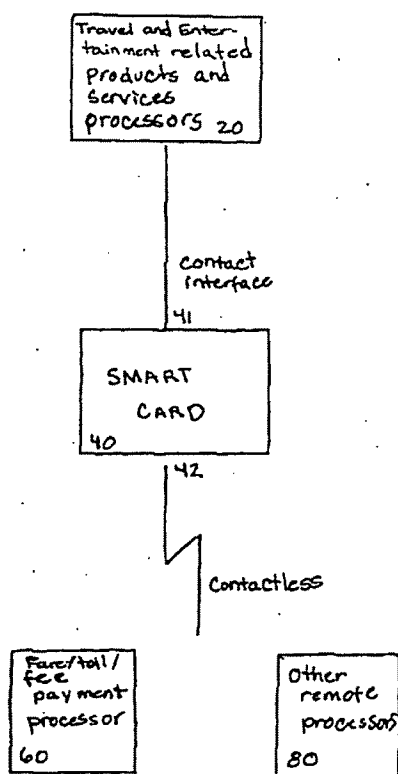 Travel and Enter-
tainment related
products and
services
processors 20
contact
interface
41
SMART
CARD
40
42
Contactless
Fare/toll/
fee
payment
processor
60
Other
remote
processors
80